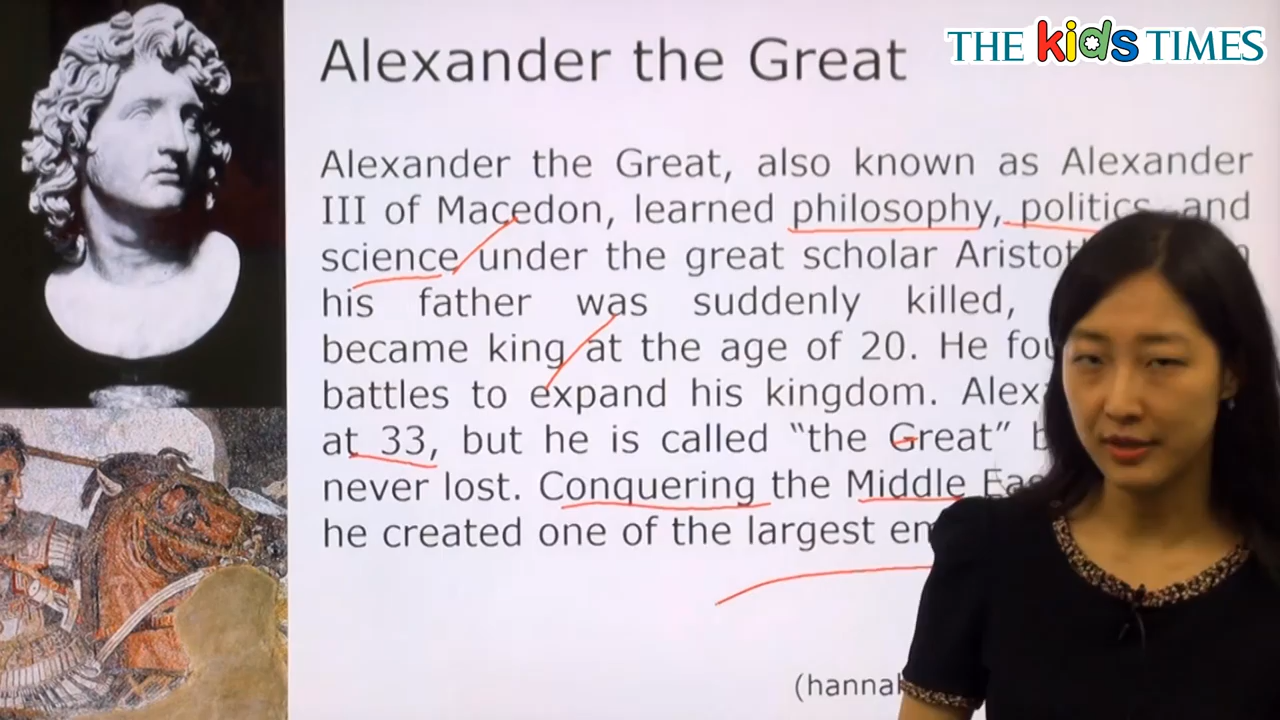 THE kids TIMES
Alexander the Great
Alexander the Great, also known as Alexander
III of Macedon, learned philosophy, politics and
science under the great scholar
his father was suddenly killed,
became king at the age of 20. He
battles to expand his kingdom.
at 33, but he is called “the Great”
never lost. Conquering the Middle
he created one of the largest